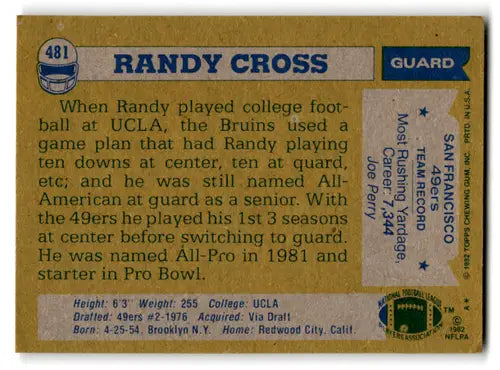 481
RANDY CROSS
GUARD
When Randy played college foot-
ball at UCLA, the Bruins used a
game plan that had Randy playing
ten downs at center, ten at guard,
etc; and he was still named All-
American at guard as a senior. With
the 49ers he played his 1st 3 seasons
at center before switching to guard.
He was named All-Pro in 1981 and
starter in Pro Bowl.
SAN FRANCISCO
49ers
TEAM RECORD
Most Rushing Yardage,
Career: 7,344
Joe Perry
© 1982 TOPPS CHEWING GUM, INC. PRTD. IN U.S.A.
Height: 6'3" Weight: 255 College: UCLA
Drafted: 49ers #2-1976 Acquired: Via Draft
Born: 4-25-54, Brooklyn N.Y. Home: Redwood City, Calif.
NATIONAL FOOTBALL LEAGUE
PLAYERS ASSOCIATION
TM
A*
©
1982
NFLPA